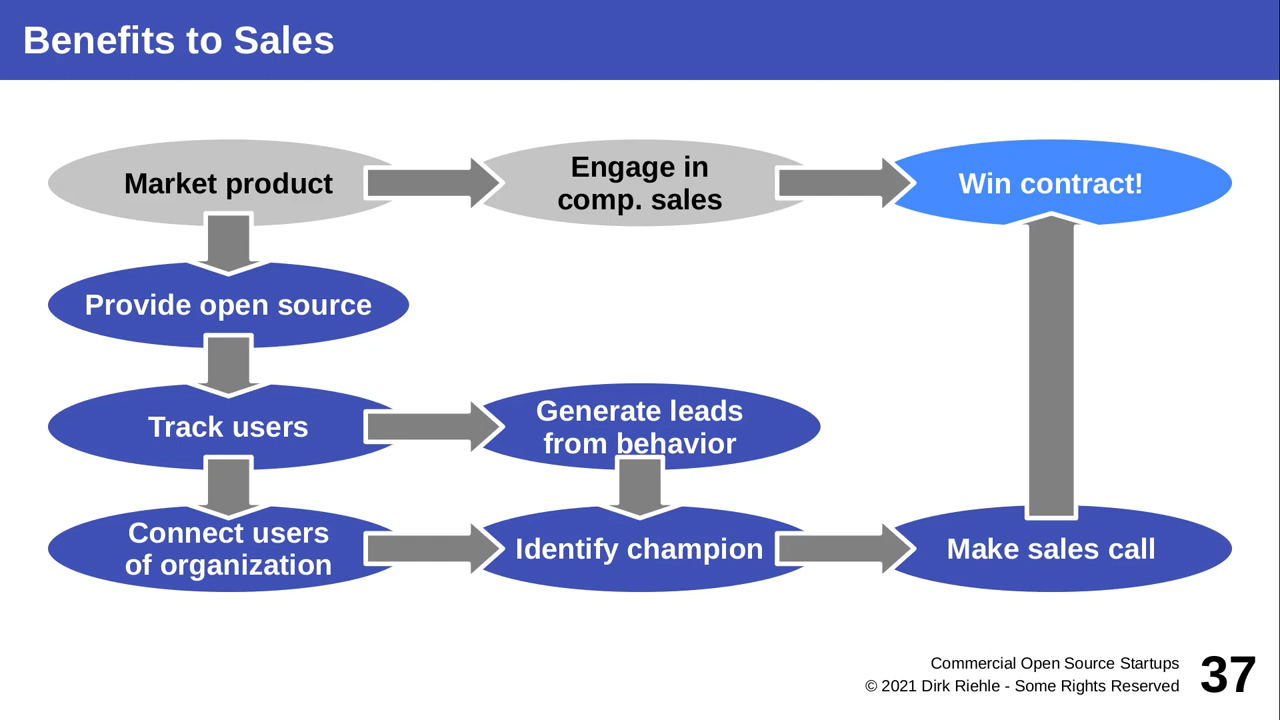 Benefits to Sales
Market product
Engage in
comp. sales
Win contract!
Provide open source
Track users
Generate leads
from behavior
Connect users
of organization
Identify champion
Make sales call
Commercial Open Source Startups
© 2021 Dirk Riehle - Some Rights Reserved
37